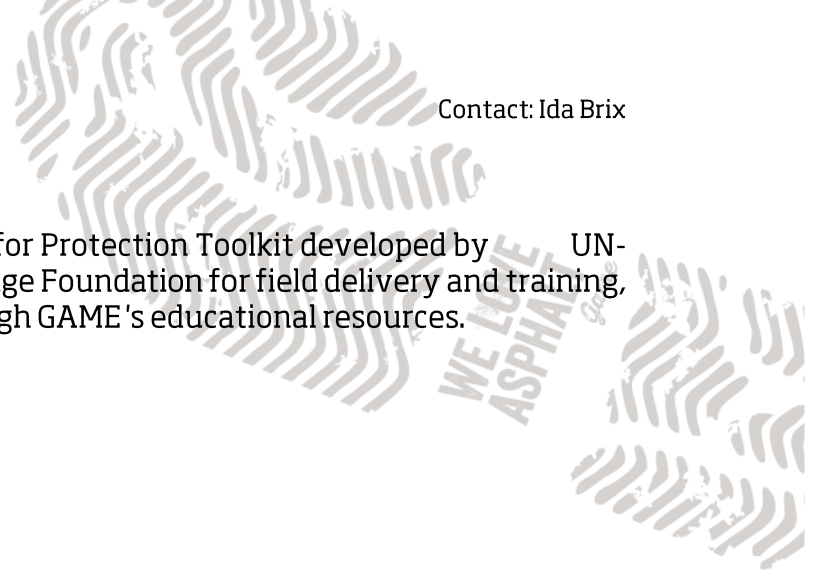 Contact: Ida Brix
for Protection Toolkit developed by UN-
ge Foundation for field delivery and training,
gh GAME's educational resources.
WE LOVE
ASPHALT
Game